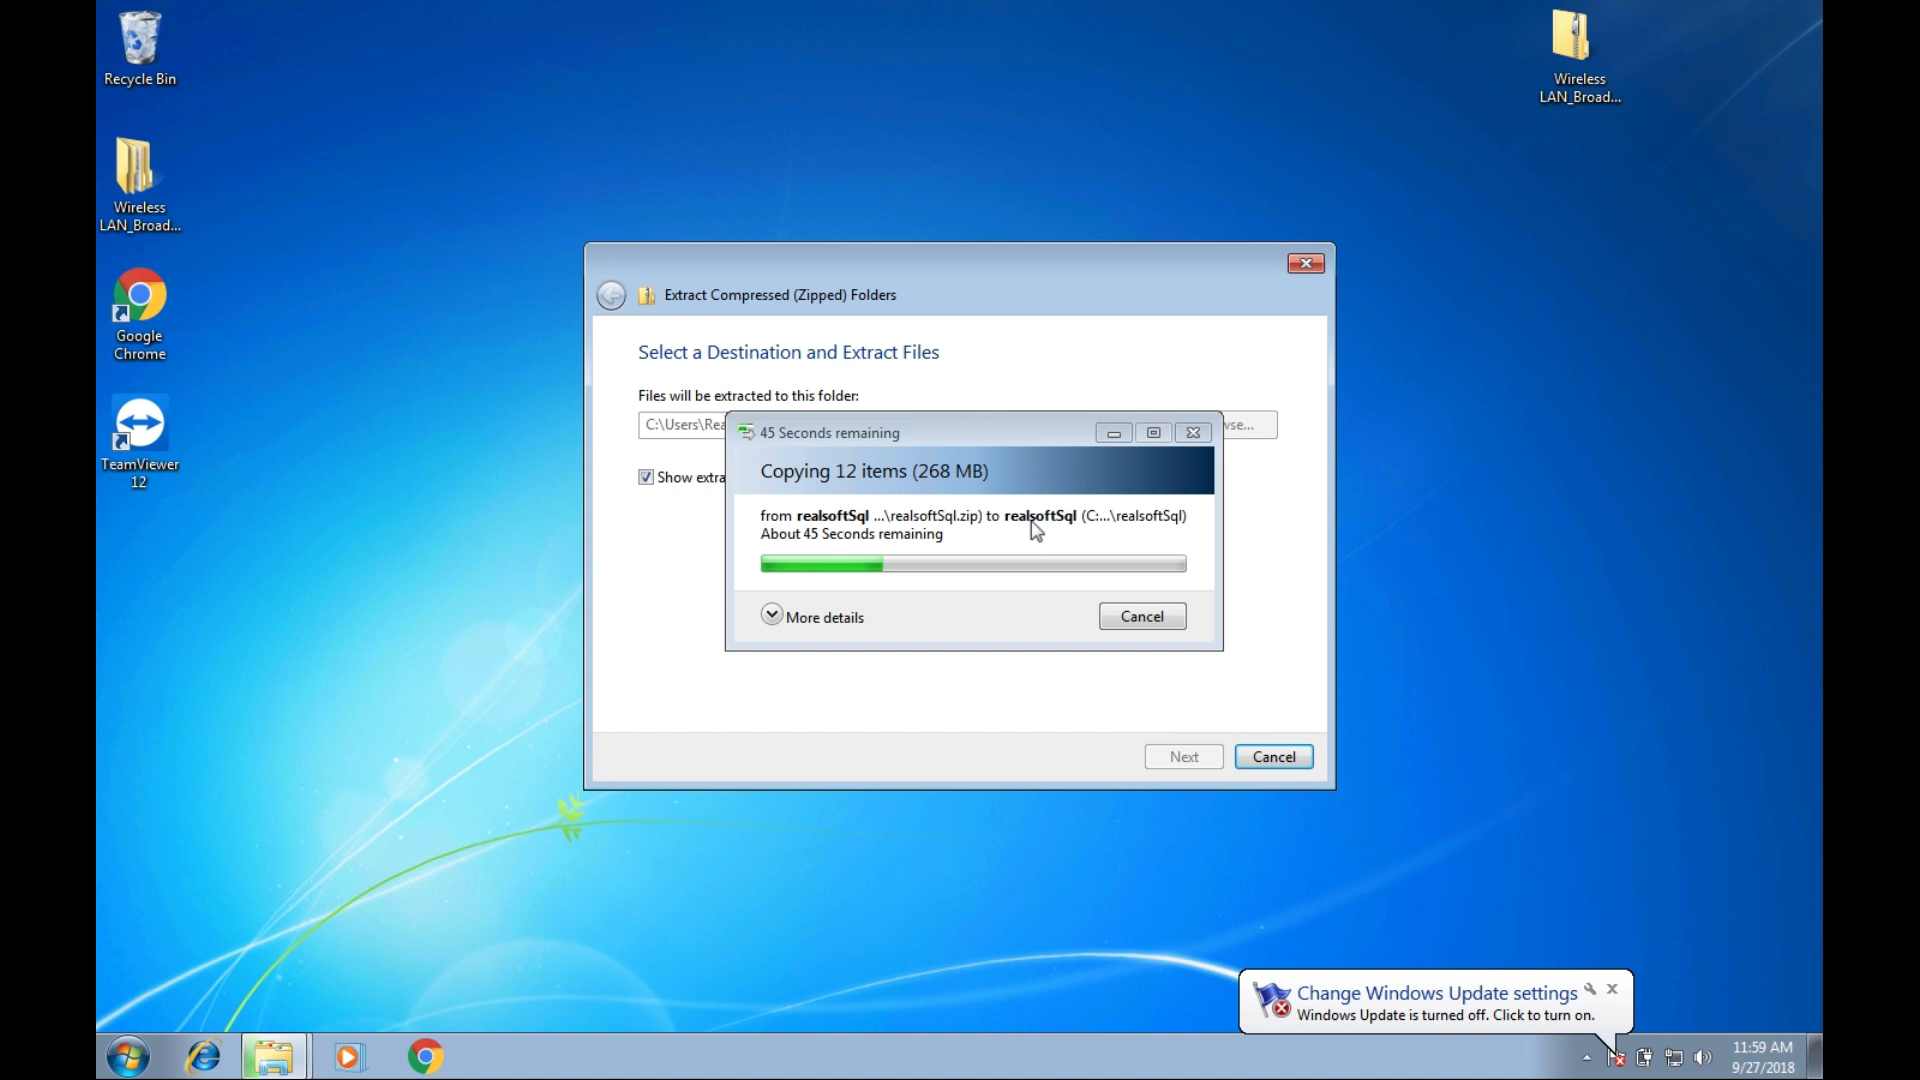 Recycle Bin
Wireless
LAN_Broad...
Wireless
LAN_Broad...
Google
Chrome
TeamViewer
12
Extract Compressed (Zipped) Folders
Select a Destination and Extract Files
Files will be extracted to this folder:
C:\Users\Rea
wse...
45 Seconds remaining
Show extra
Copying 12 items (268 MB)
from realsoftSql ...\realsoftSql.zip) to realsoftSql (C:...\realsoftSql)
About 45 Seconds remaining
More details
Cancel
Next
Cancel
Change Windows Update settings
Windows Update is turned off. Click to turn on.
11:59 AM
9/27/2018